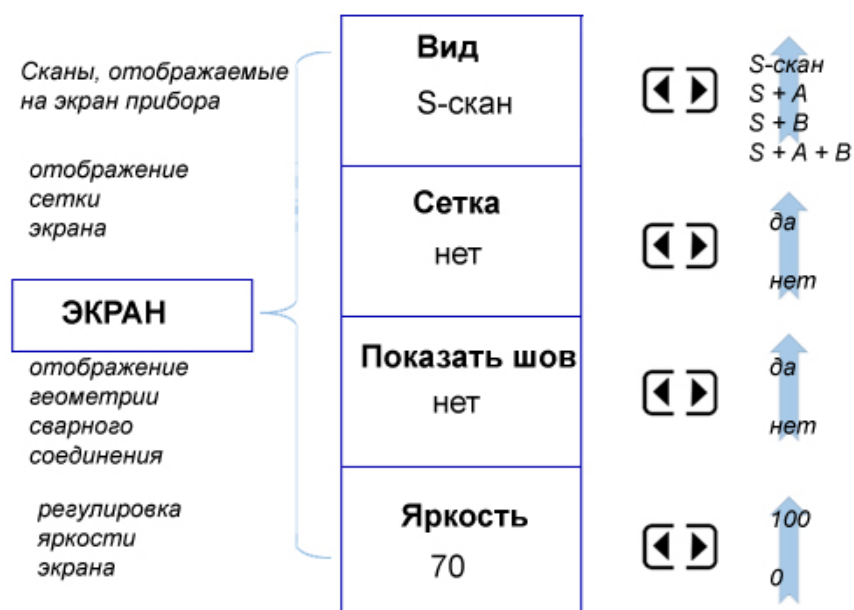 Сканы, отображаемые
на экран прибора
Вид
S-скан
S-скан
S + A
S + B
S + A + B
отображение
сетки
экрана
Сетка
нет
да
нет
ЭКРАН
отображение
геометрии
сварного
соединения
Показать шов
нет
да
нет
регулировка
яркости
экрана
Яркость
70
100
0